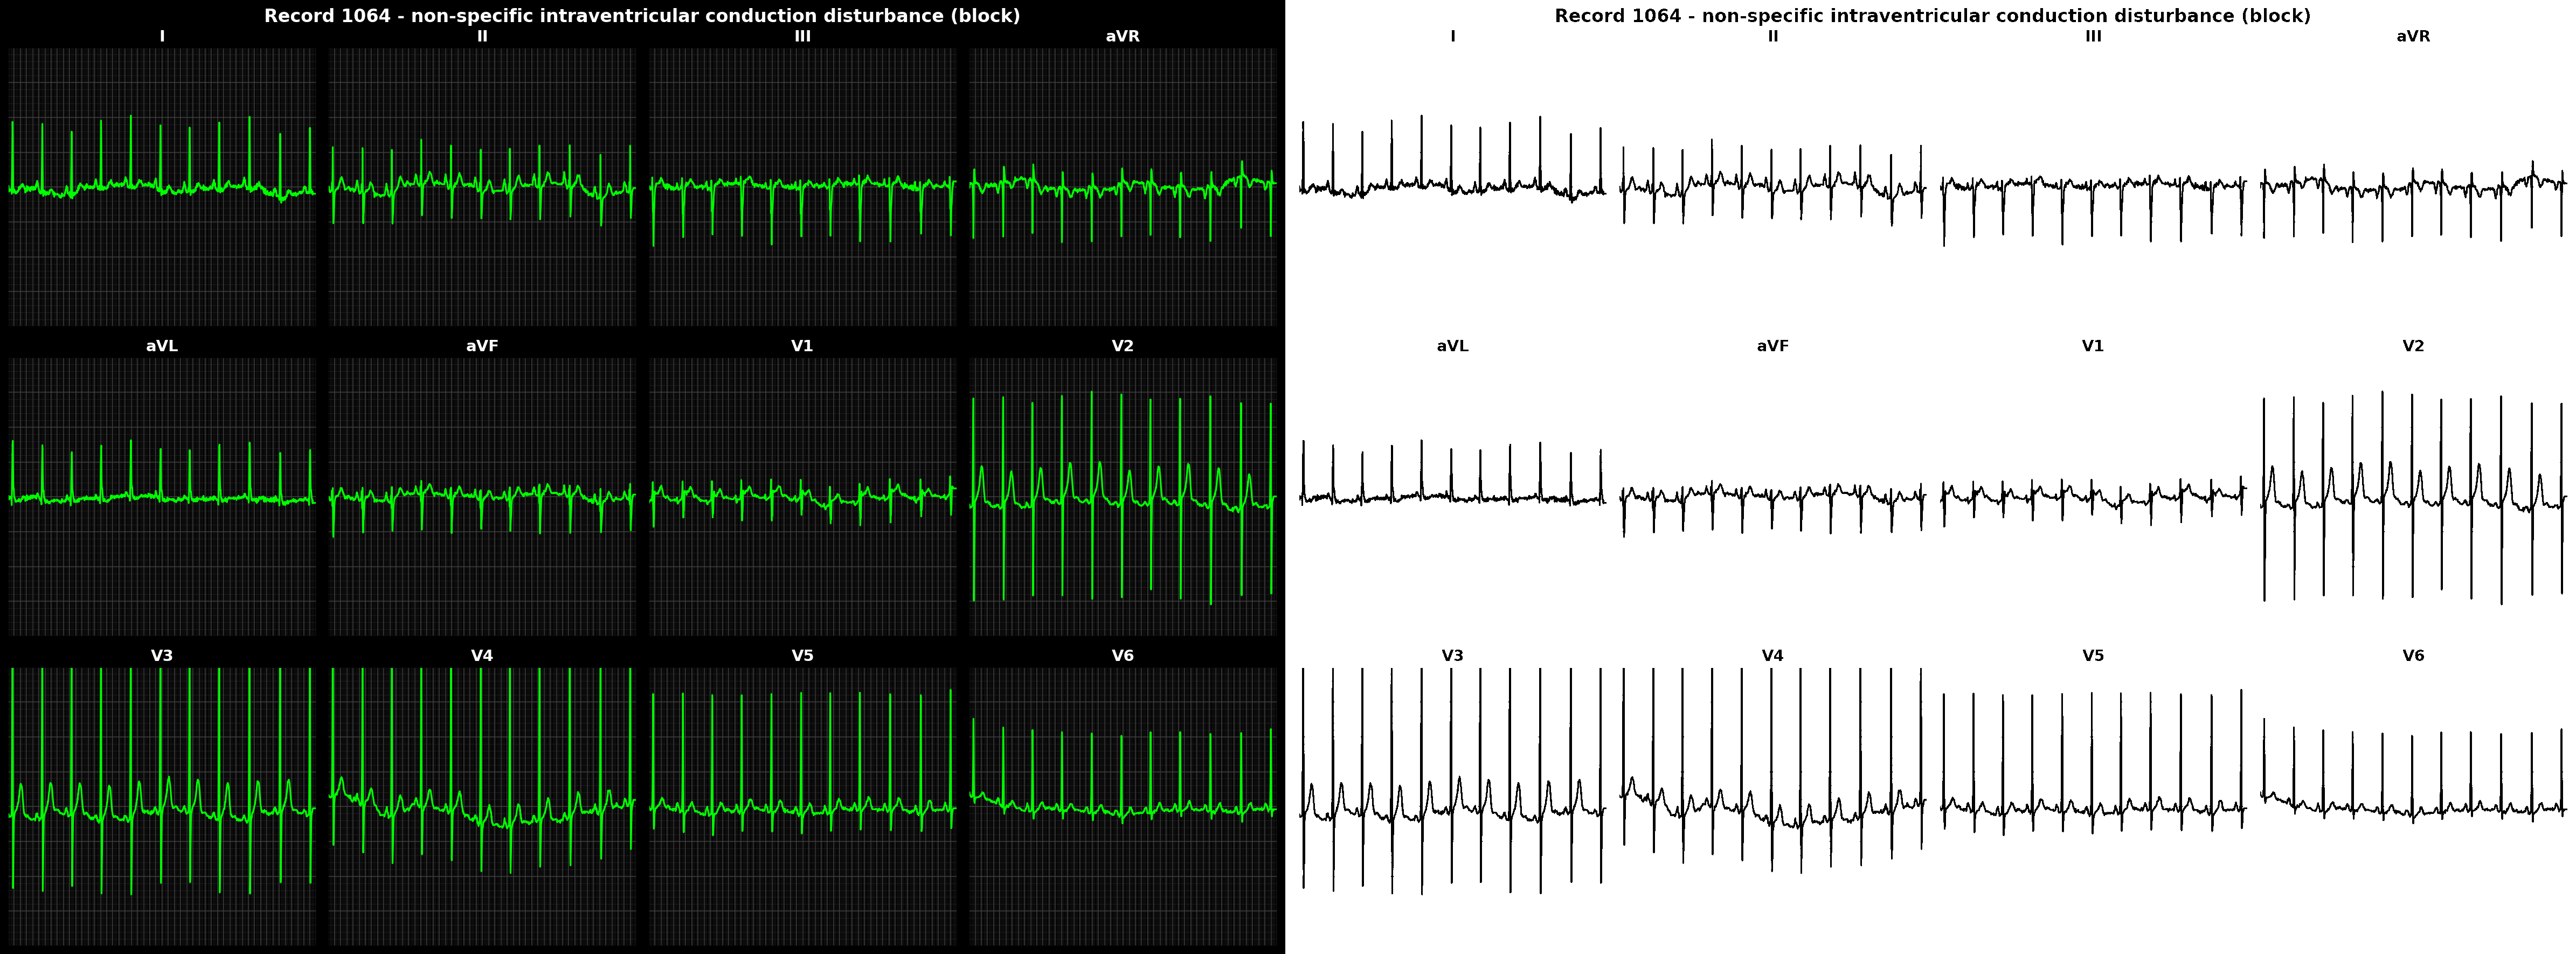 Record 1064 - non-specific intraventricular conduction disturbance (block)
I II III aVR
aVL aVF V1 V2
V3 V4 V5 V6
Record 1064 - non-specific intraventricular conduction disturbance (block)
I II III aVR
aVL aVF V1 V2
V3 V4 V5 V6